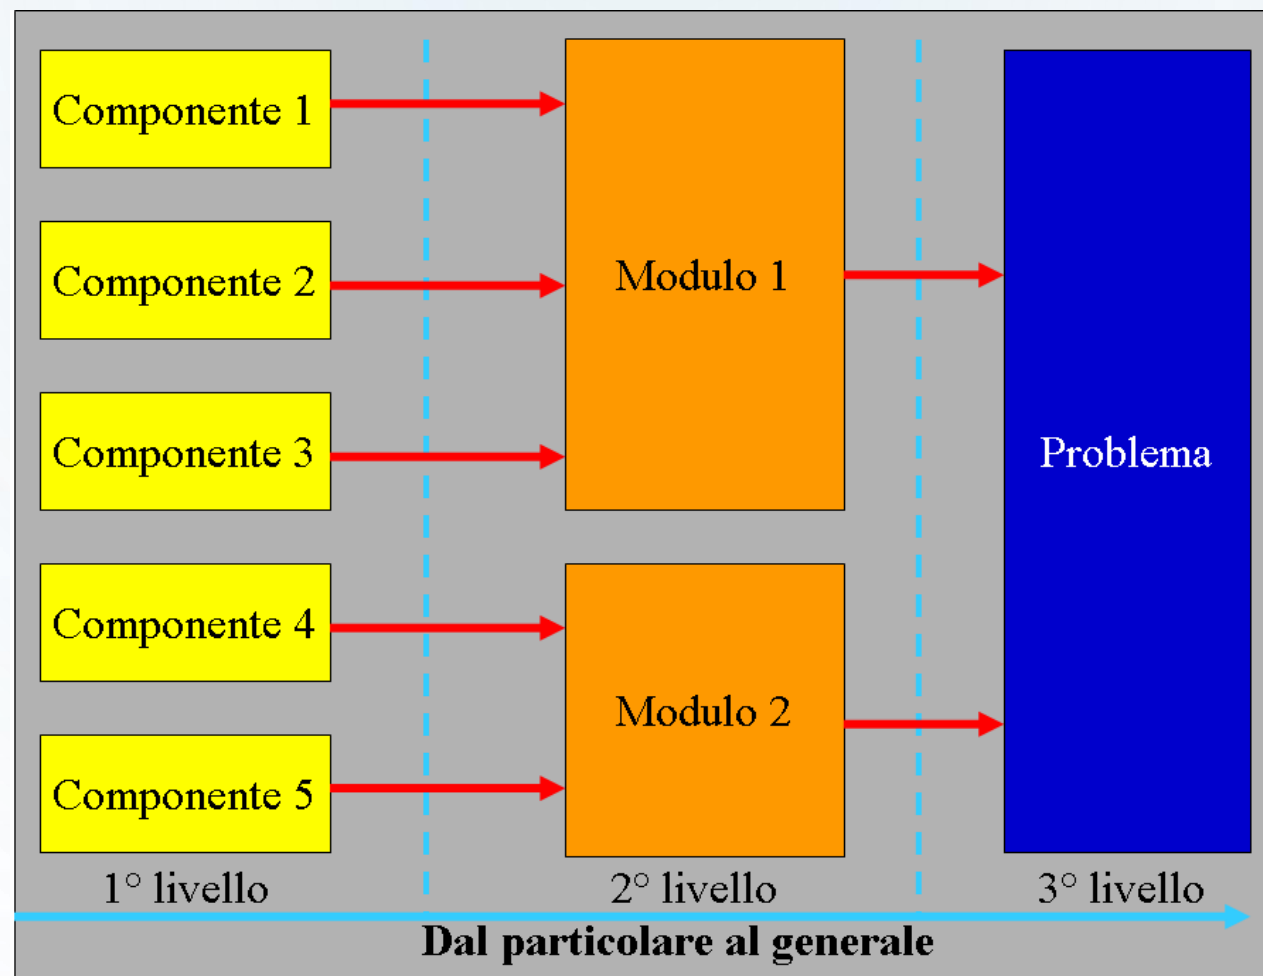 Componente 1
Componente 2
Componente 3
Componente 4
Componente 5
Modulo 1
Modulo 2
Problema
1° livello
2° livello
3° livello
Dal particolare al generale